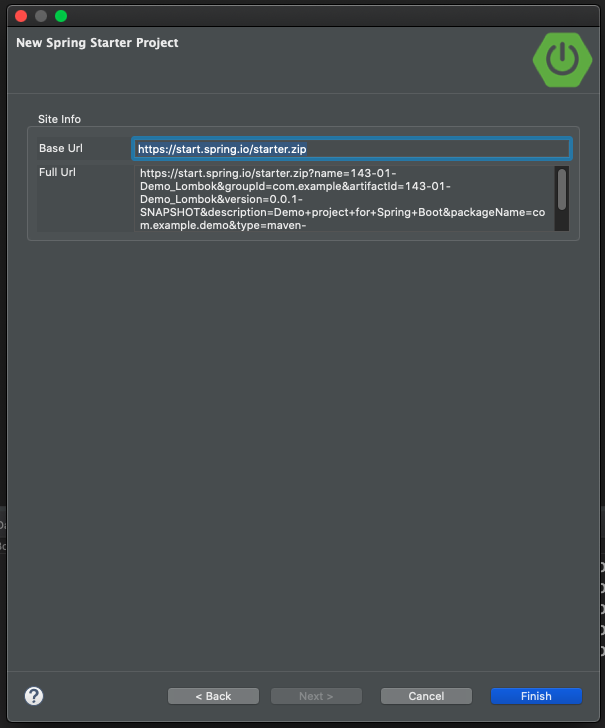 New Spring Starter Project
Site Info
Base Url
https://start.spring.io/starter.zip
Full Url
https://start.spring.io/starter.zip?name=143-01-
Demo_Lombok&groupId=com.example&artifactId=143-01-
Demo_Lombok&version=0.0.1-
SNAPSHOT&description=Demo+project+for+Spring+Boot&packageName=co
m.example.demo&type=maven-
?
< Back
Next >
Cancel
Finish